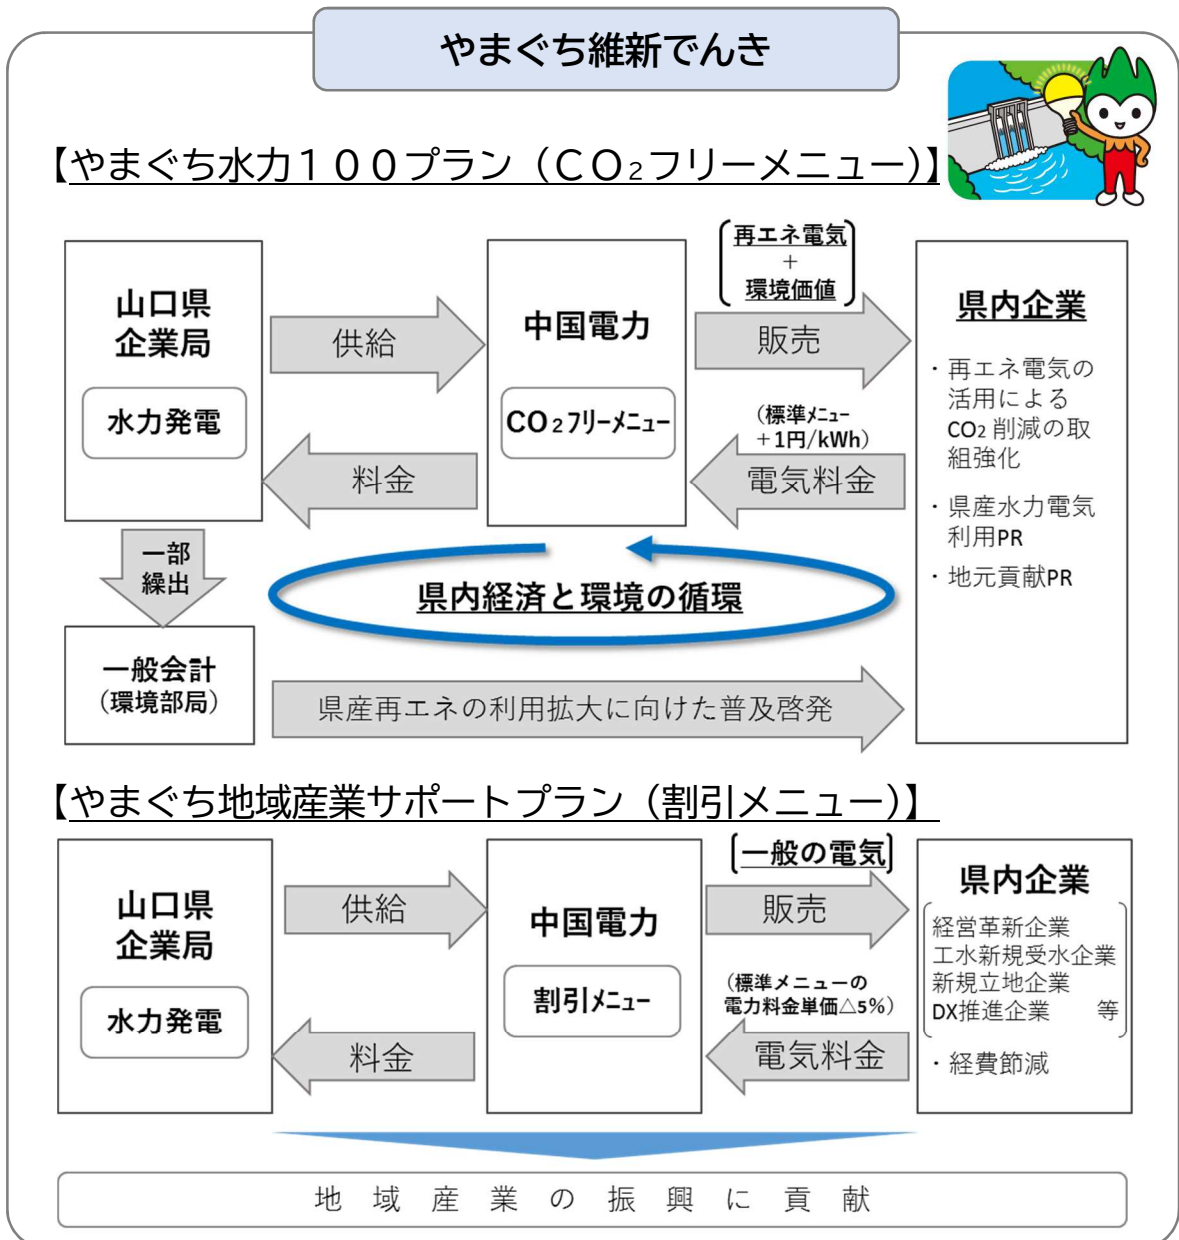 やまぐち維新でんき
【やまぐち水力１００プラン（ＣＯ₂フリーメニュー）】
山口県
企業局
水力発電
供給
料金
中国電力
CO₂フリーメニュー
再エネ電気
+
環境価値
販売
(標準メニュー
+1円/kWh)
電気料金
県内企業
・再エネ電気の
活用による
CO₂削減の取
組強化
・県産水力電気
利用PR
・地元貢献PR
一部
繰出
県内経済と環境の循環
一般会計
(環境部局)
県産再エネの利用拡大に向けた普及啓発
【やまぐち地域産業サポートプラン（割引メニュー）】
山口県
企業局
水力発電
供給
料金
中国電力
割引メニュー
[一般の電気]
販売
(標準メニューの
電力料金単価△5%)
電気料金
県内企業
経営革新企業
工水新規受水企業
新規立地企業
DX推進企業　等
・経費節減
地域産業の振興に貢献